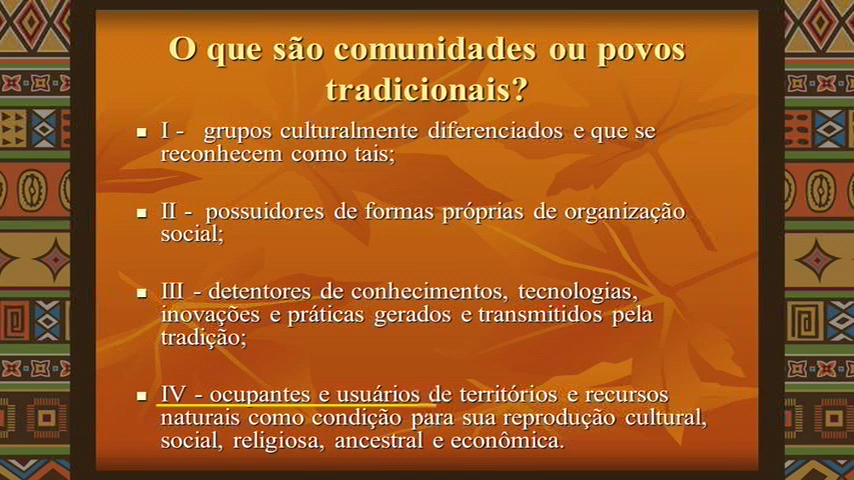 O que são comunidades ou povos
tradicionais?
I - grupos culturalmente diferenciados e que se
reconhecem como tais;
II - possuidores de formas próprias de organização
social;
III - detentores de conhecimentos, tecnologias,
inovações e práticas gerados e transmitidos pela
tradição;
IV - ocupantes e usuários de territórios e recursos
naturais como condição para sua reprodução cultural,
social, religiosa, ancestral e econômica.